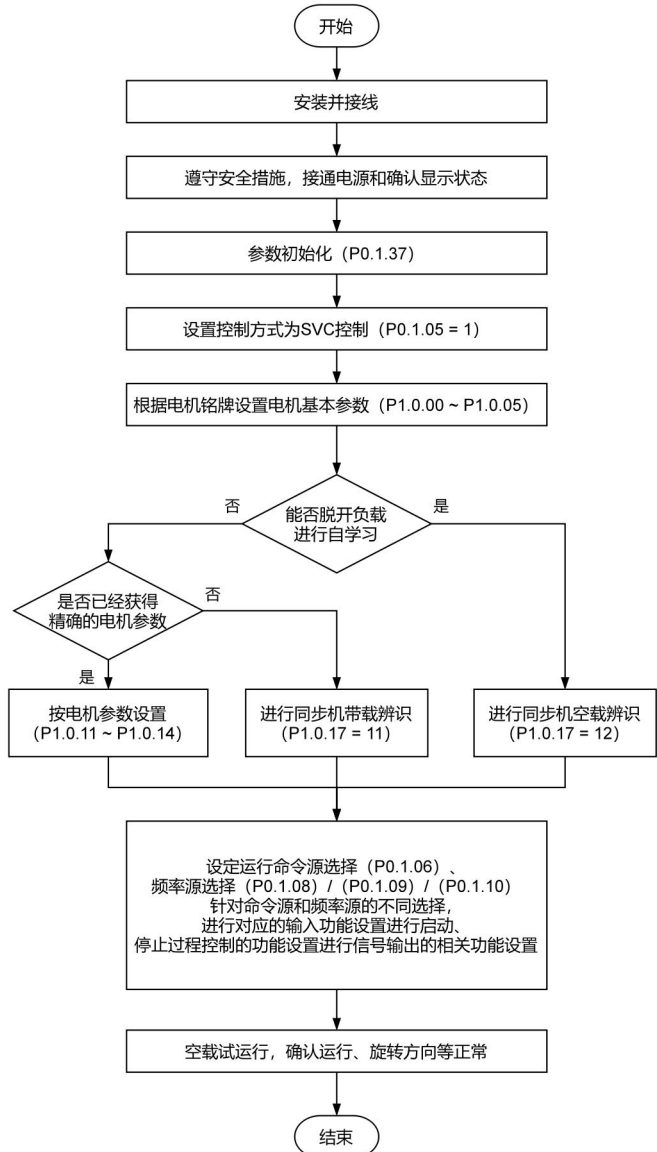 开始
安装并接线
遵守安全措施，接通电源和确认显示状态
参数初始化（P0.1.37）
设置控制方式为SVC控制（P0.1.05 = 1）
根据电机铭牌设置电机基本参数（P1.0.00 ~ P1.0.05）
否
能否脱开负载
进行自学习
是
是否已经获得
精确的电机参数
否
是
按电机参数设置
（P1.0.11 ~ P1.0.14）
进行同步机带载辨识
（P1.0.17 = 11）
进行同步机空载辨识
（P1.0.17 = 12）
设定运行命令源选择（P0.1.06）、
频率源选择（P0.1.08）/（P0.1.09）/（P0.1.10）
针对命令源和频率源的不同选择，
进行对应的输入功能设置进行启动、
停止过程控制的功能设置进行信号输出的相关功能设置
空载试运行，确认运行、旋转方向等正常
结束